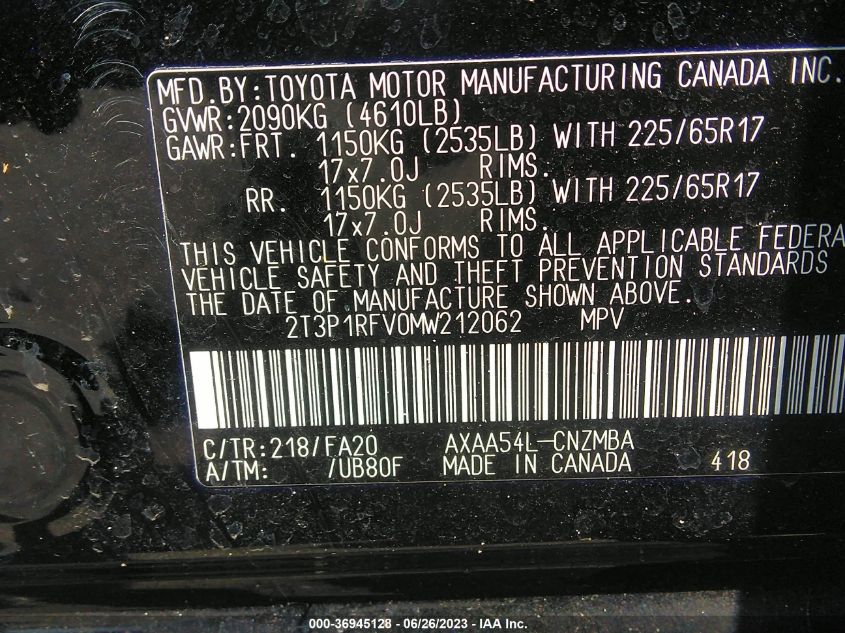 MFD.BY:TOYOTA MOTOR MANUFACTURING CANADA INC.
GVWR:2090KG (4610LB)
GAWR:FRT. 1150KG (2535LB) WITH 225/65R17
17x7.0J RIMS.
RR. 1150KG (2535LB) WITH 225/65R17
17x7.0J RIMS.
THIS VEHICLE CONFORMS TO ALL APPLICABLE FEDERA
VEHICLE SAFETY AND THEFT PREVENTION STANDARDS
THE DATE OF MANUFACTURE SHOWN ABOVE.
2T3P1RFV0MW212062 MPV
C/TR:218/FA20 AXAA54L-CNZMBA
A/TM: /UB80F MADE IN CANADA 418
000-36945128 - 06/26/2023 - IAA Inc.